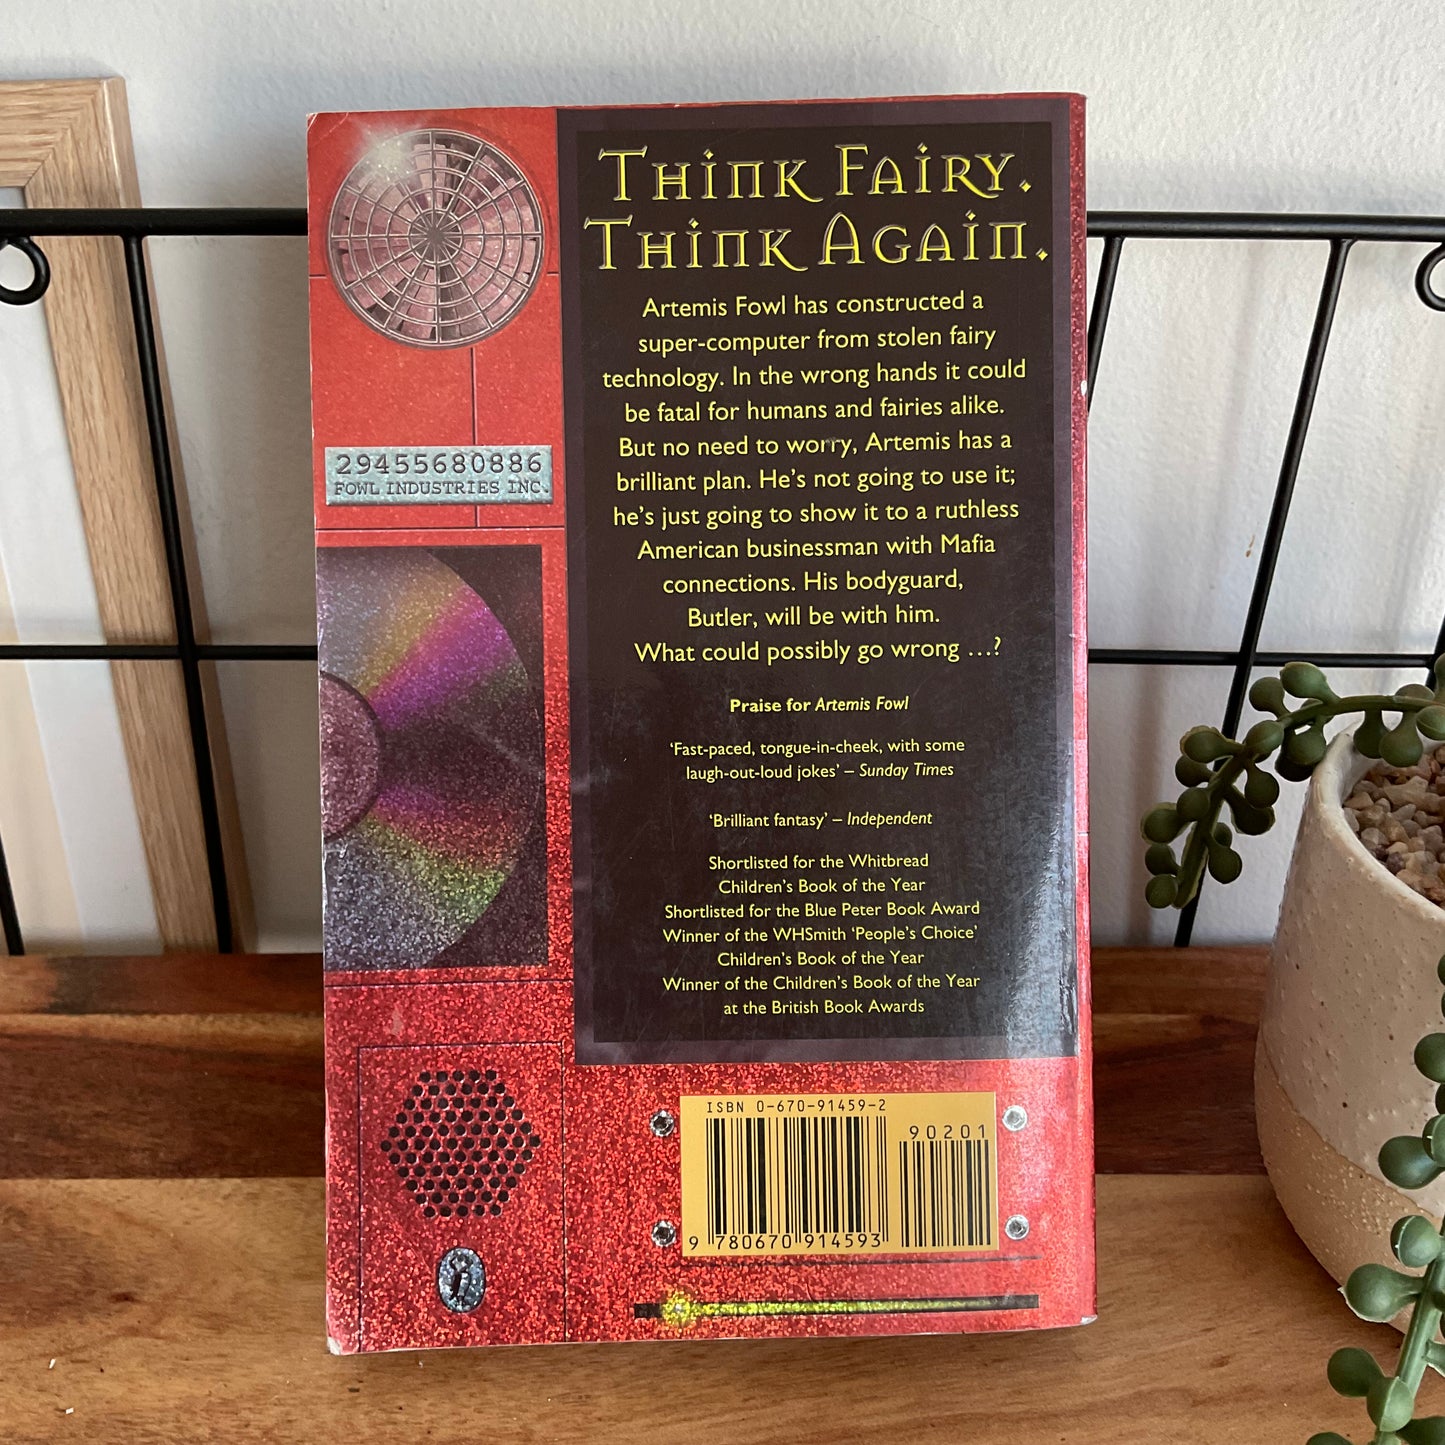 Think Fairy.
Think Again.
Artemis Fowl has constructed a
super-computer from stolen fairy
technology. In the wrong hands it could
be fatal for humans and fairies alike.
But no need to worry, Artemis has a
brilliant plan. He's not going to use it;
he's just going to show it to a ruthless
American businessman with Mafia
connections. His bodyguard,
Butler, will be with him.
What could possibly go wrong …?
Praise for Artemis Fowl
'Fast-paced, tongue-in-cheek, with some
laugh-out-loud jokes' – Sunday Times
'Brilliant fantasy' – Independent
Shortlisted for the Whitbread
Children's Book of the Year
Shortlisted for the Blue Peter Book Award
Winner of the WHSmith 'People's Choice'
Children's Book of the Year
Winner of the Children's Book of the Year
at the British Book Awards
29455680886
FOWL INDUSTRIES INC.
ISBN 0-670-91459-2
90201
9 780670 914593